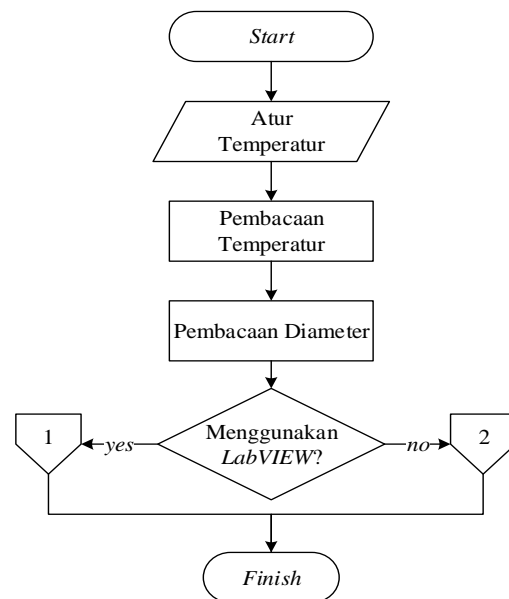 Start
Atur
Temperatur
Pembacaan
Temperatur
Pembacaan Diameter
1
yes
Menggunakan
LabVIEW?
no
2
Finish